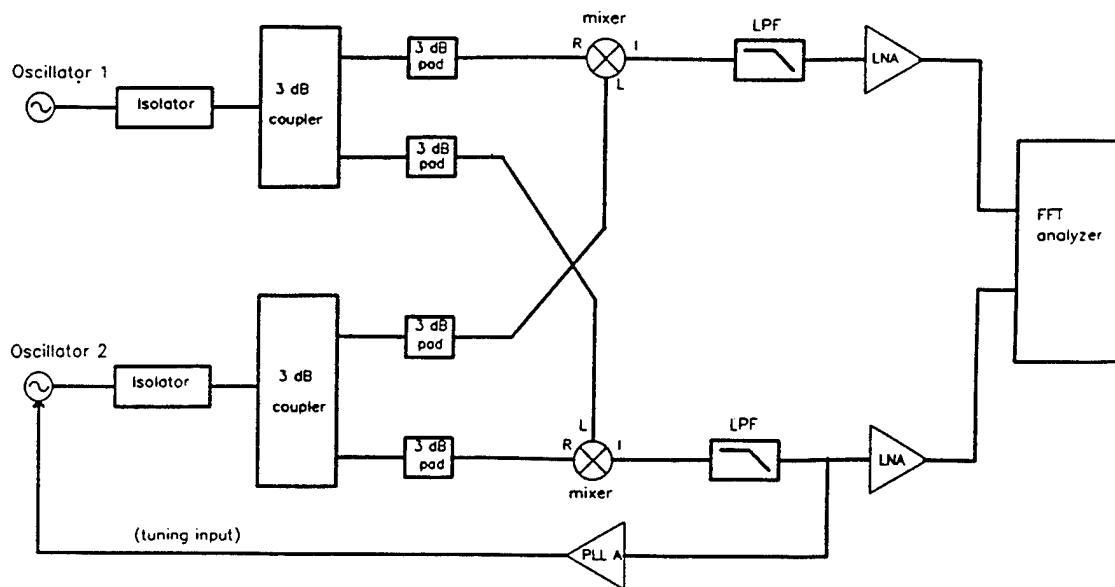 mixer
LPF
3 dB
pad
R
I
L
LNA
Oscillator 1
Isolator
3 dB
coupler
3 dB
pad
FFT
analyzer
3 dB
pad
Oscillator 2
Isolator
3 dB
coupler
L
LPF
3 dB
pad
R
I
LNA
mixer
(tuning input)
PLL A